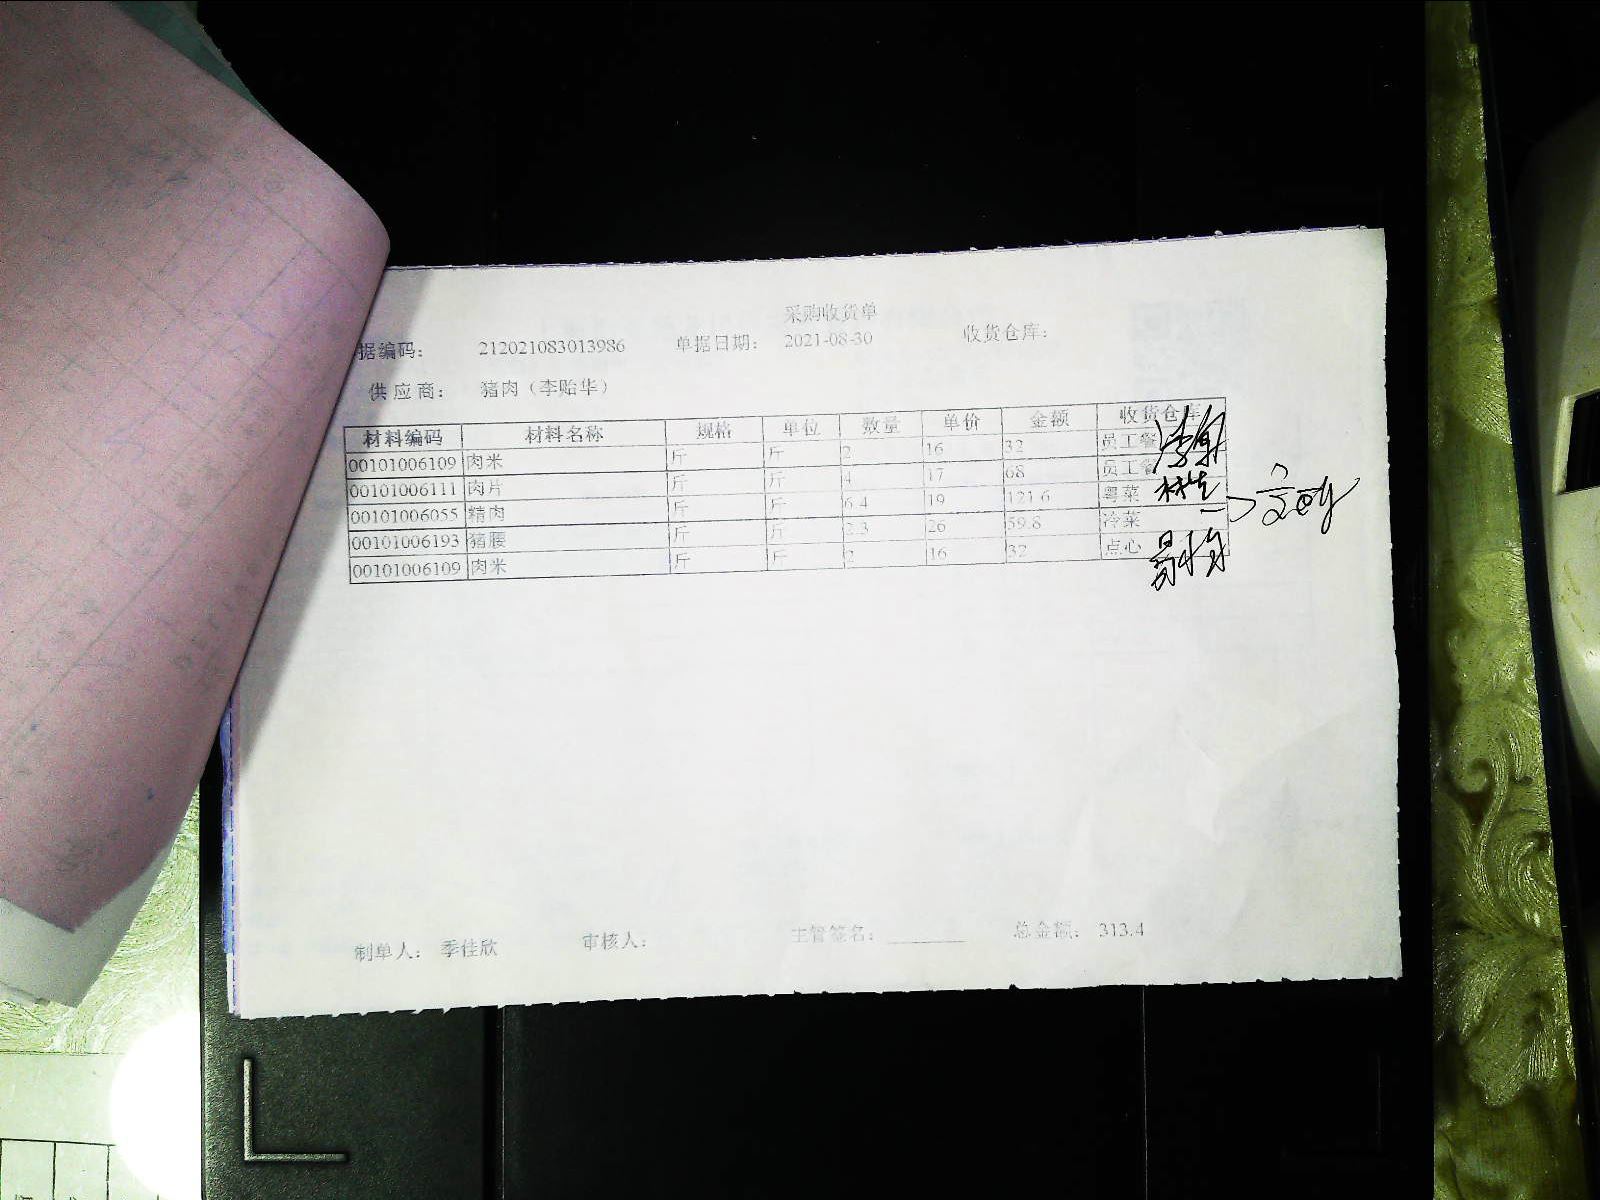 采购收货单
据编码： 212021083013986 单据日期： 2021-08-30 收货仓库：
供应商： 猪肉（李贻华）
材料编码 材料名称 规格 单位 数量 单价 金额 收货仓库
00101006109 肉米 斤 斤 2 16 32 员工餐
00101006111 肉片 斤 斤 4 17 68 员工餐
00101006055 精肉 斤 斤 6.4 19 121.6 粤菜
00101006193 猪腰 斤 斤 2.3 26 59.8 冷菜
00101006109 肉米 斤 斤 2 16 32 点心
制单人： 季佳欣 审核人： 主管签名： 总金额： 313.4